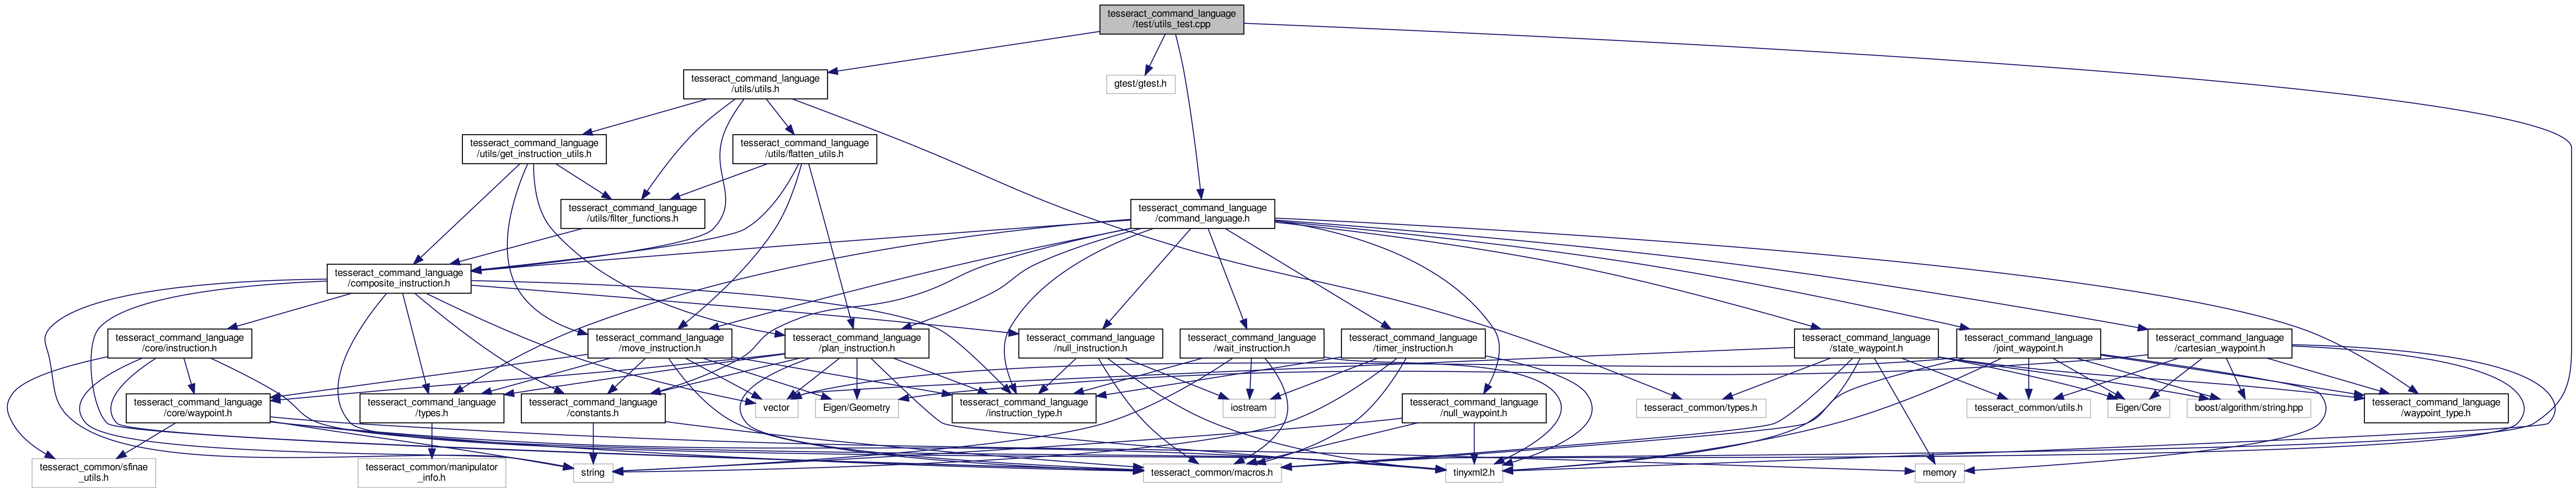 tesseract_command_language
/test/utils_test.cpp
tesseract_command_language
/utils/utils.h
gtest/gtest.h
tesseract_command_language
/utils/get_instruction_utils.h
tesseract_command_language
/utils/flatten_utils.h
tesseract_command_language
/utils/filter_functions.h
tesseract_command_language
/command_language.h
tesseract_command_language
/composite_instruction.h
tesseract_command_language
/core/instruction.h
tesseract_command_language
/move_instruction.h
tesseract_command_language
/plan_instruction.h
tesseract_command_language
/null_instruction.h
tesseract_command_language
/wait_instruction.h
tesseract_command_language
/timer_instruction.h
tesseract_command_language
/state_waypoint.h
tesseract_command_language
/joint_waypoint.h
tesseract_command_language
/cartesian_waypoint.h
tesseract_command_language
/core/waypoint.h
tesseract_command_language
/types.h
tesseract_command_language
/constants.h
vector
Eigen/Geometry
tesseract_command_language
/instruction_type.h
iostream
tesseract_command_language
/null_waypoint.h
tesseract_common/types.h
tesseract_common/utils.h
Eigen/Core
boost/algorithm/string.hpp
tesseract_command_language
/waypoint_type.h
tesseract_common/sfinae
_utils.h
tesseract_common/manipulator
_info.h
string
tesseract_common/macros.h
tinyxml2.h
memory